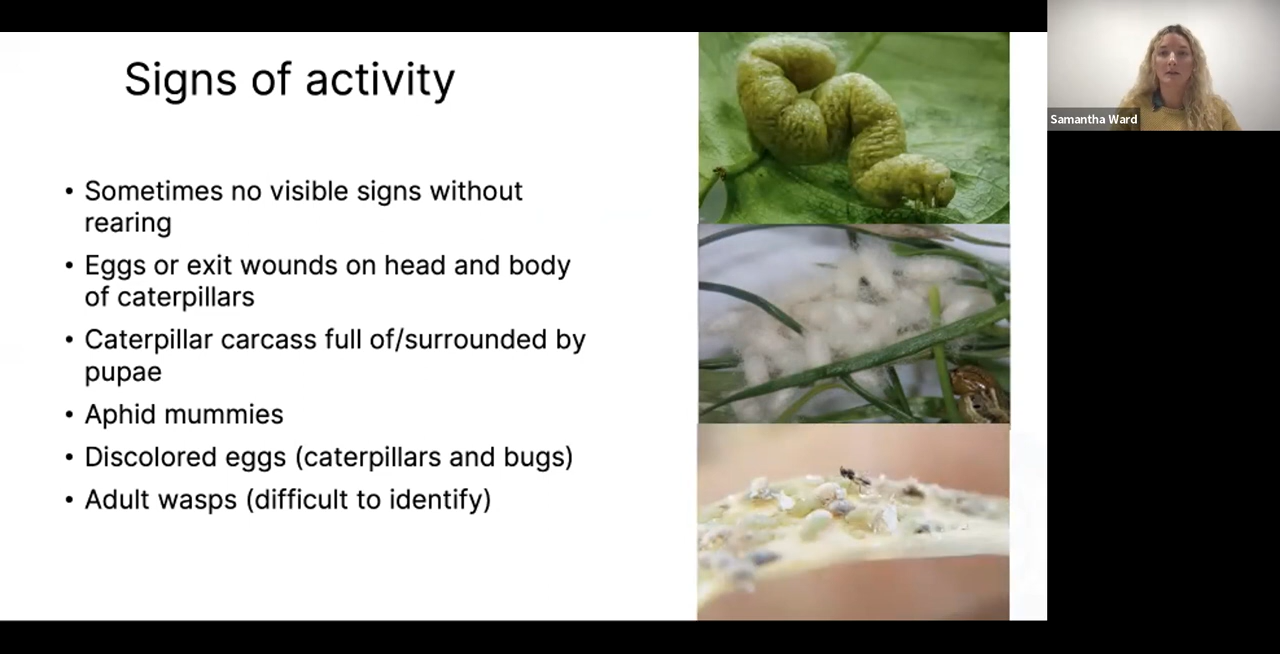 Signs of activity
• Sometimes no visible signs without
rearing
• Eggs or exit wounds on head and body
of caterpillars
• Caterpillar carcass full of/surrounded by
pupae
• Aphid mummies
• Discolored eggs (caterpillars and bugs)
• Adult wasps (difficult to identify)
Samantha Ward